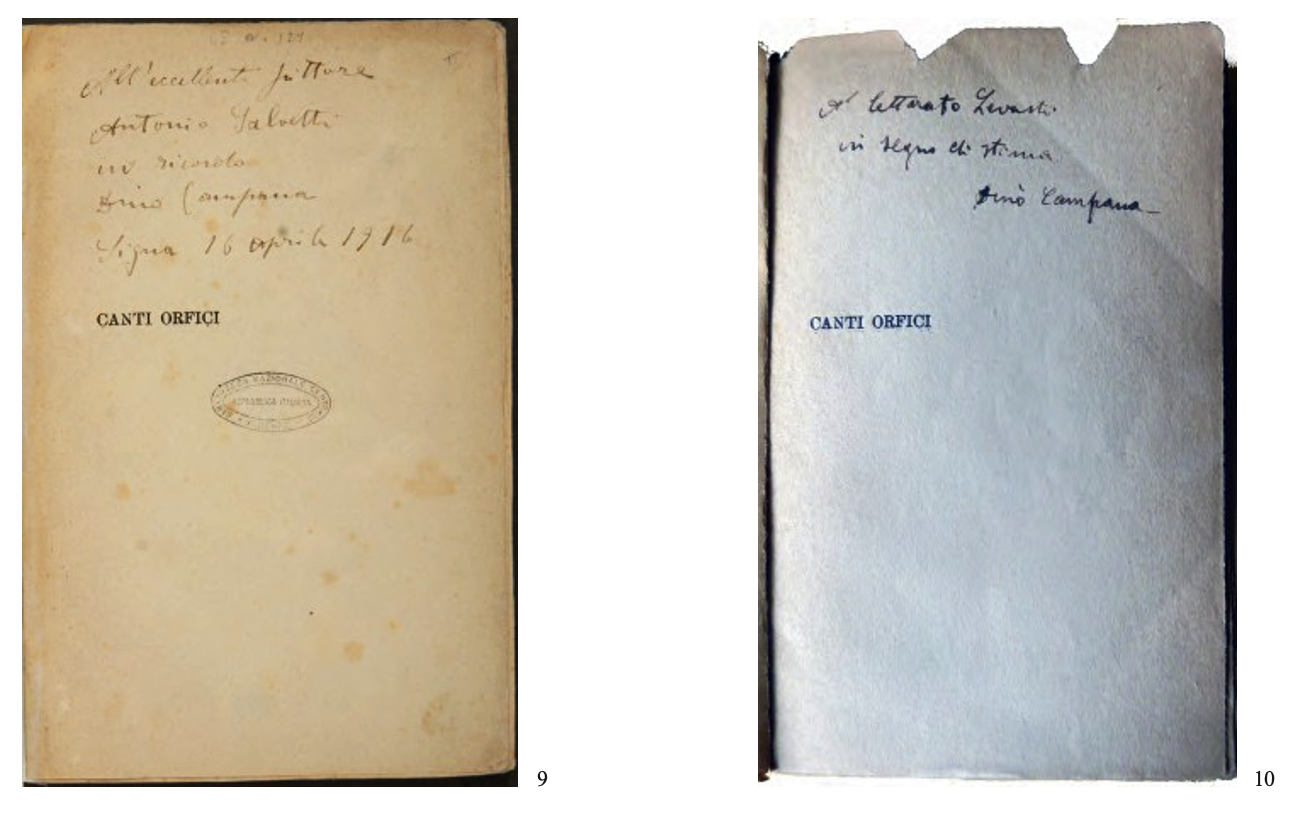 All'eccellente pittore
Antonio Salvetti
in ricordo
Dino Campana
Signa 16 aprile 1916
CANTI ORFICI
9
Al letterato Levasti
in segno di stima
Dino Campana
CANTI ORFICI
10